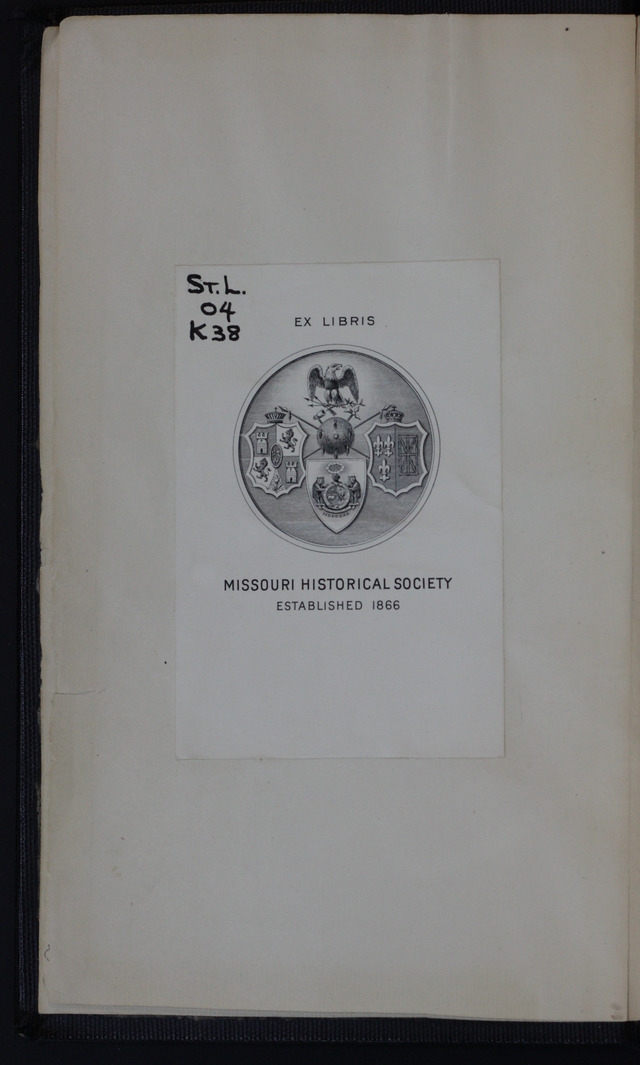 St.L.
04
K38
EX LIBRIS
MISSOURI HISTORICAL SOCIETY
ESTABLISHED 1866